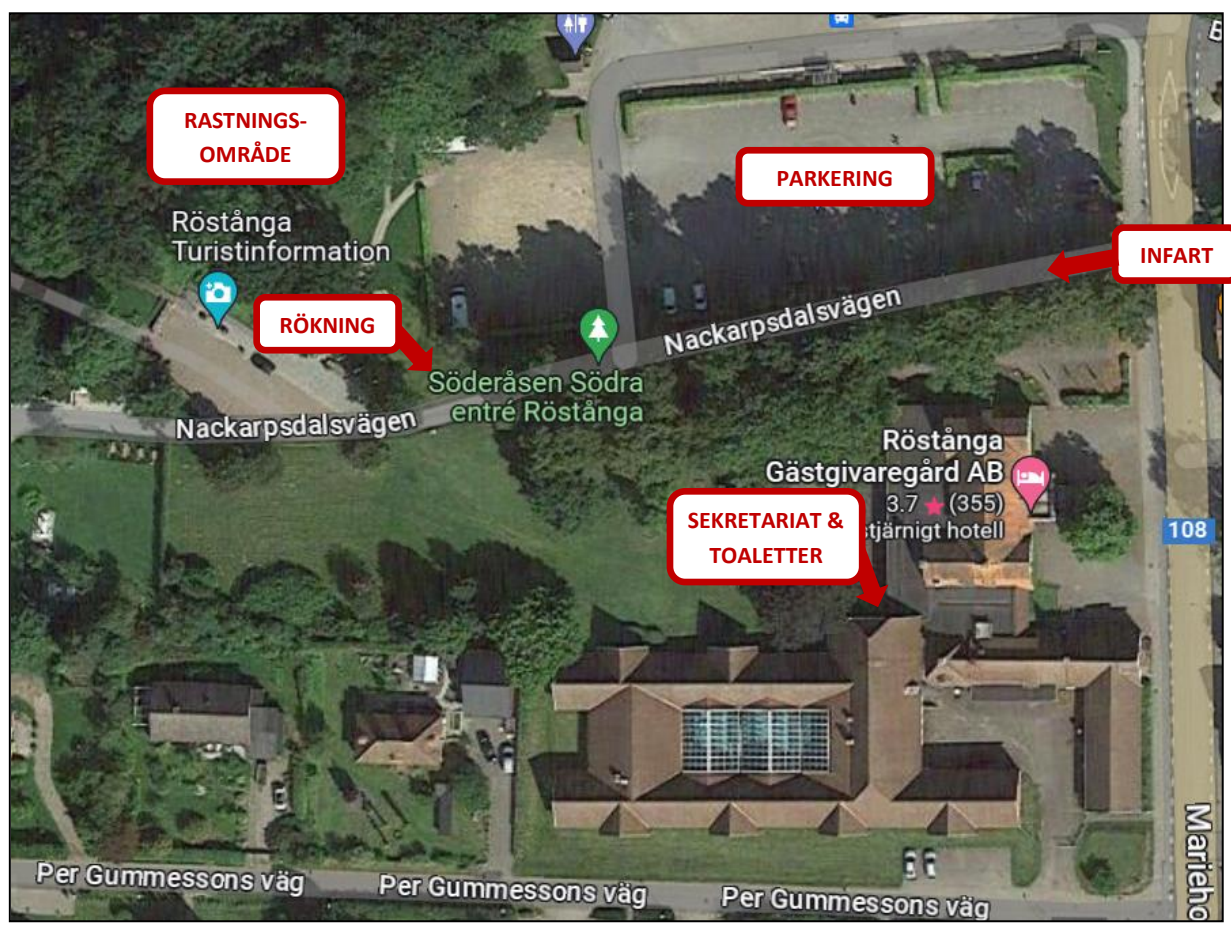 RASTNINGS-
OMRÅDE
PARKERING
Röstånga
Turistinformation
INFART
RÖKNING
Nackarpsdalsvägen
Söderåsen Södra
entré Röstånga
Nackarpsdalsvägen
Röstånga
Gästgivaregård AB
3.7 ★ (355)
stjärnigt hotell
SEKRETARIAT &
TOALETTER
108
Marieho
Per Gummessons väg
Per Gummessons väg
Per Gummessons väg